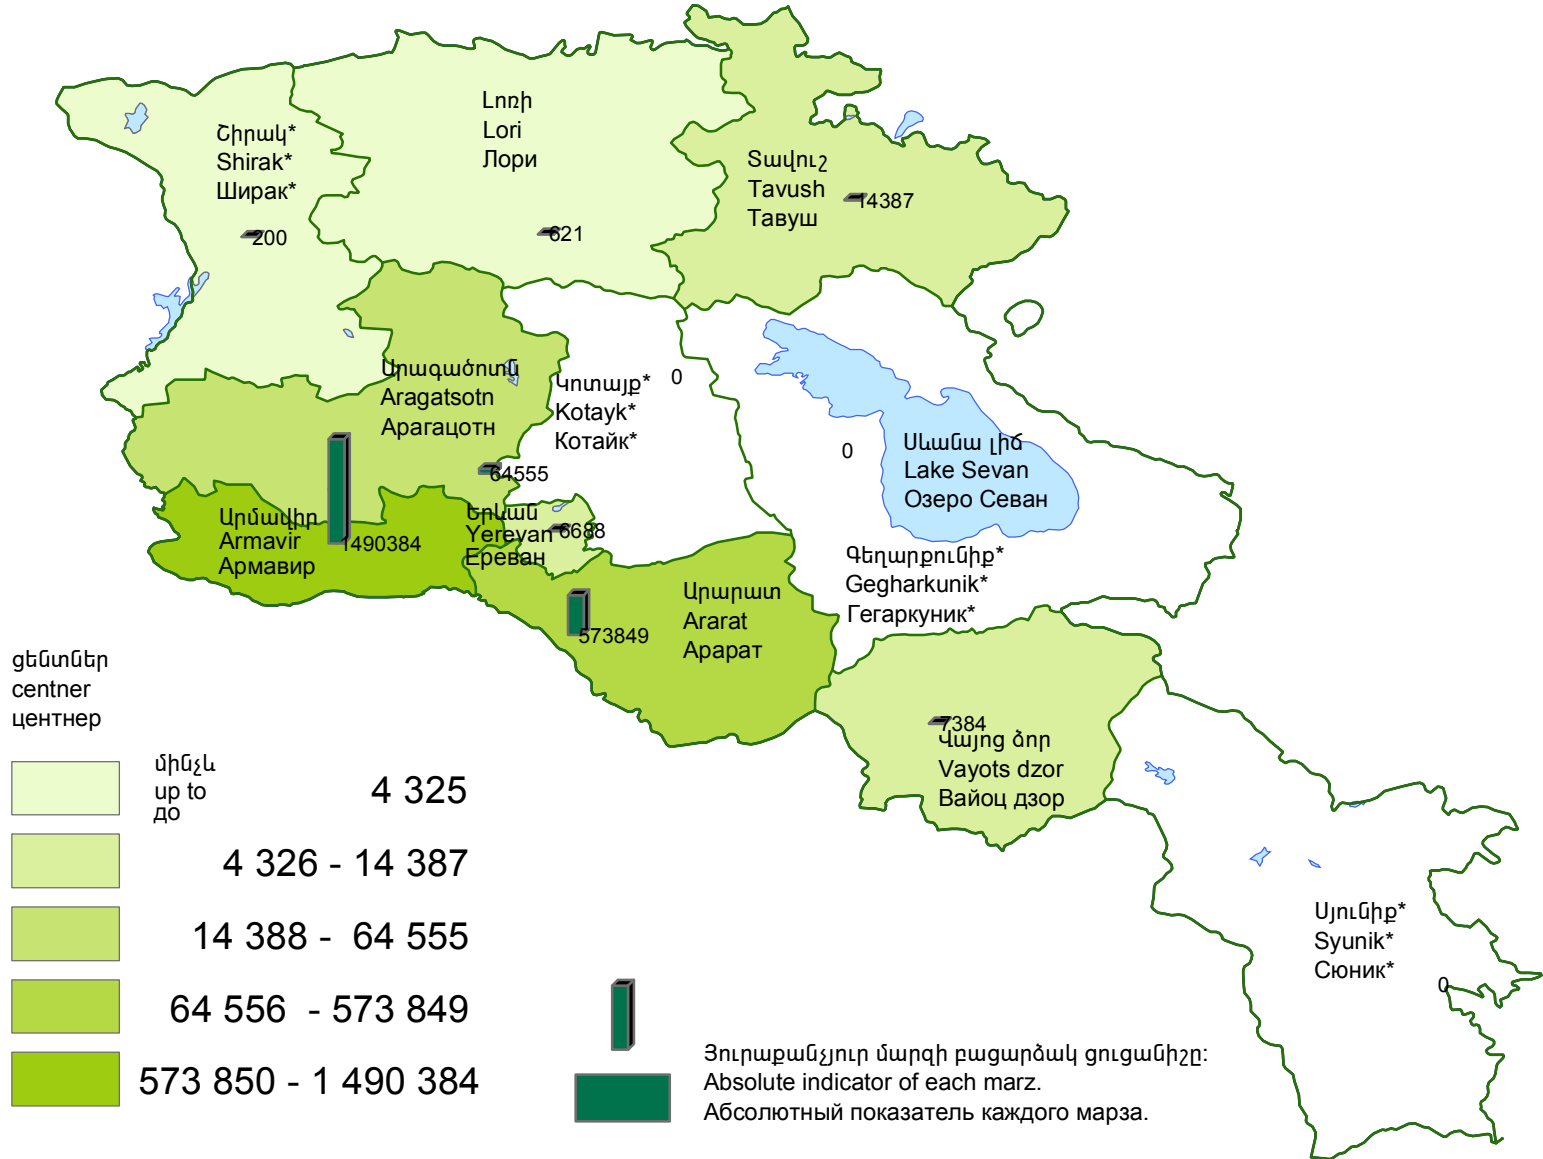 Շիրակ*
Shirak*
Ширак*
200
Լոռի
Lori
Лори
621
Տավուշ
Tavush
Тавуш
14387
Արագածոտն
Aragatsotn
Арагацотн
64555
Կոտայք*
Kotayk*
Котайк*
0
0
Սևանա լիճ
Lake Sevan
Озеро Севан
Գեղարքունիք*
Gegharkunik*
Гегаркуник*
Արմավիր
Armavir
Армавир
1490384
Երևան
Yerevan
Ереван
6688
Արարատ
Ararat
Арарат
573849
7384
Վայոց ձոր
Vayots dzor
Вайоц дзор
Սյունիք*
Syunik*
Сюник*
0
ցենտներ
centner
центнер
մինչև
up to
до
4 325
4 326 - 14 387
14 388 - 64 555
64 556 - 573 849
573 850 - 1 490 384
Յուրաքանչյուր մարզի բացարձակ ցուցանիշը:
Absolute indicator of each marz.
Абсолютный показатель каждого марза.